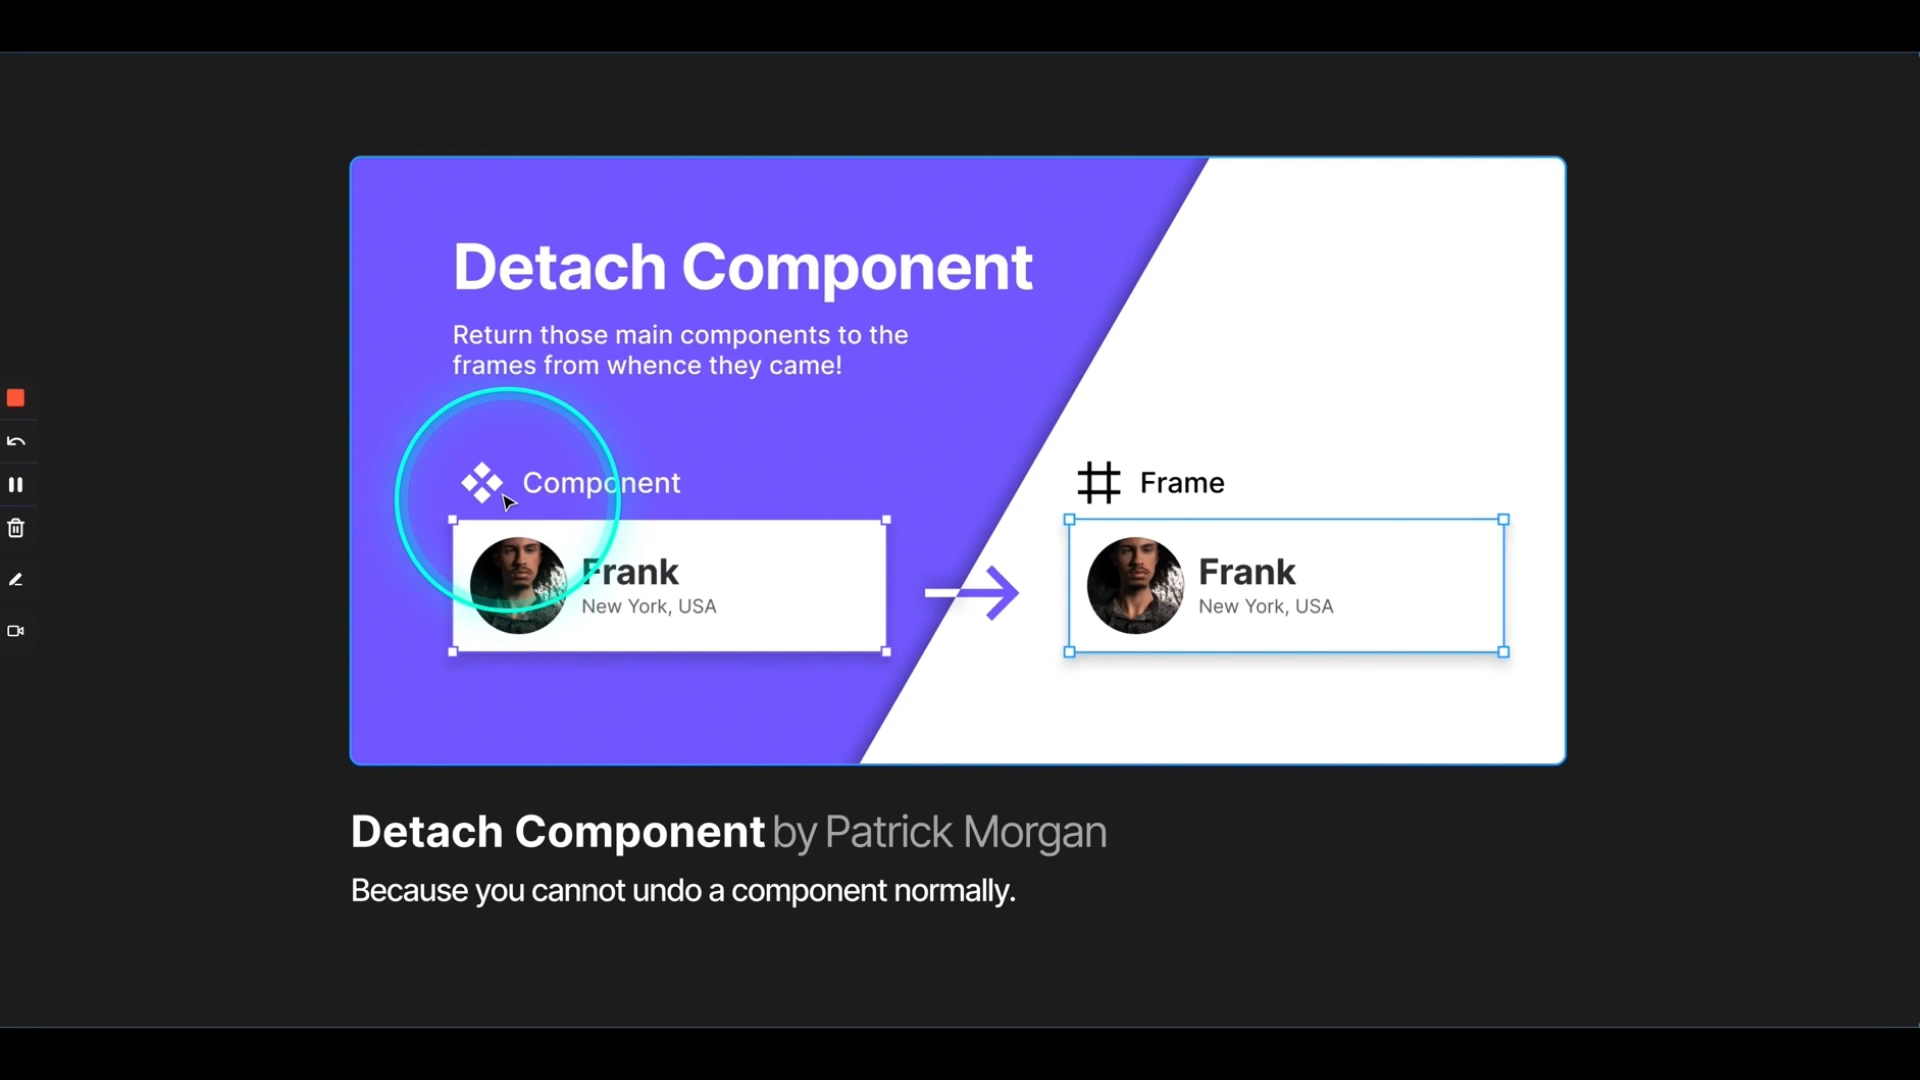 Detach Component
Return those main components to the
frames from whence they came!
Component
Frank
New York, USA
Frame
Frank
New York, USA
Detach Component by Patrick Morgan
Because you cannot undo a component normally.